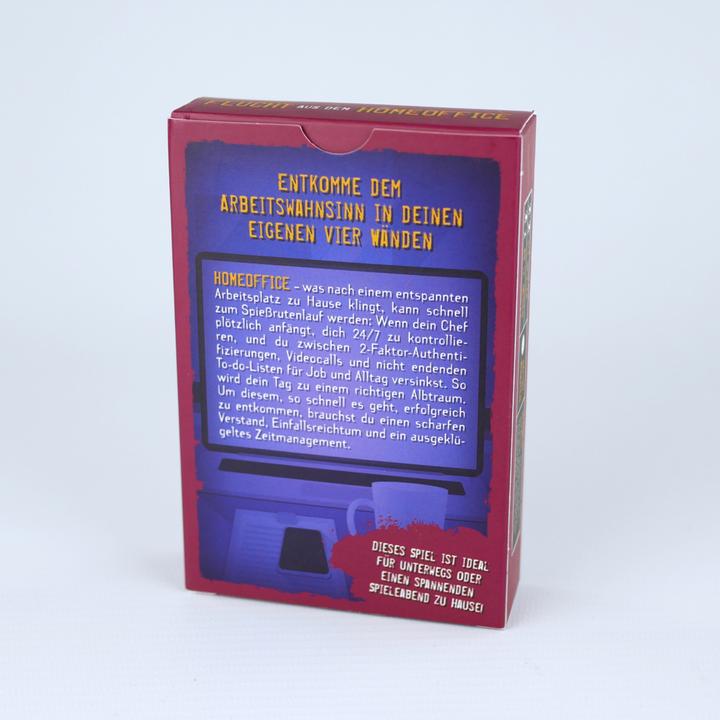 FLUCHT AUS DEM HOMEOFFICE
ENTKOMME DEM
ARBEITSWAHNSINN IN DEINEN
EIGENEN VIER WÄNDEN
HOMEOFFICE – was nach einem entspannten
Arbeitsplatz zu Hause klingt, kann schnell
zum Spießrutenlauf werden: Wenn dein Chef
plötzlich anfängt, dich 24/7 zu kontrollie-
ren, und du zwischen 2-Faktor-Authenti-
fizierungen, Videocalls und nicht endenden
To-do-Listen für Job und Alltag versinkst. So
wird dein Tag zu einem richtigen Albtraum.
Um diesem, so schnell es geht, erfolgreich
zu entkommen, brauchst du einen scharfen
Verstand, Einfallsreichtum und ein ausgeklü-
geltes Zeitmanagement.
DIESES SPIEL IST IDEAL
FÜR UNTERWEGS ODER
EINEN SPANNENDEN
SPIELEABEND ZU HAUSE!